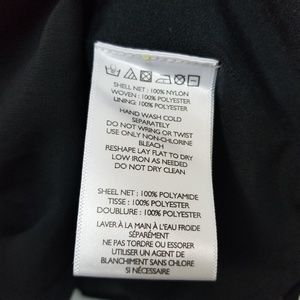 SHELL NET : 100% NYLON
WOVEN : 100% POLYESTER
LINING: 100% POLYESTER
HAND WASH COLD
SEPARATELY
DO NOT WRING OR TWIST
USE ONLY NON-CHLORINE
BLEACH
RESHAPE LAY FLAT TO DRY
LOW IRON AS NEEDED
DO NOT DRY CLEAN
SHEEL NET : 100% POLYAMIDE
TISSE : 100% POLYESTER
DOUBLURE : 100% POLYESTER
LAVER À LA MAIN À L'EAU FROIDE
SÉPARÉMENT
NE PAS TORDRE OU ESSORER
UTILISER UN AGENT DE
BLANCHIMENT SANS CHLORE
SI NÉCESSAIRE